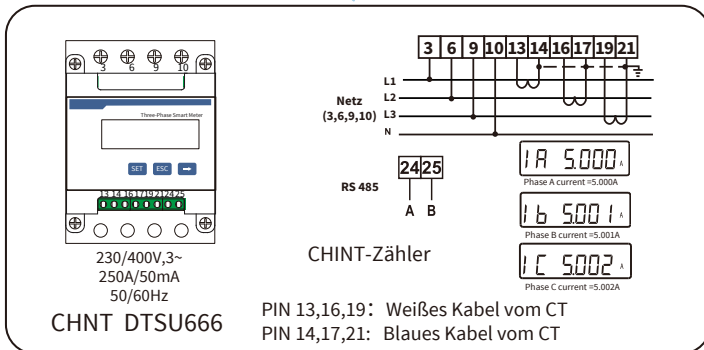 3 6 9 10
Three-Phase Smart Meter
SET ESC →
13 14 16 17 19 21 24 25
230/400V,3~
250A/50mA
50/60Hz
CHNT DTSU666
3 6 9 10 13 14 16 17 19 21
L1
L2
Netz
(3,6,9,10)
L3
N
24 25
RS 485
A B
CHINT-Zähler
IA 5.000 A
Phase A current =5.000A
Ib 5.001 A
Phase B current =5.001A
IC 5.002 A
Phase C current =5.002A
PIN 13,16,19: Weißes Kabel vom CT
PIN 14,17,21: Blaues Kabel vom CT